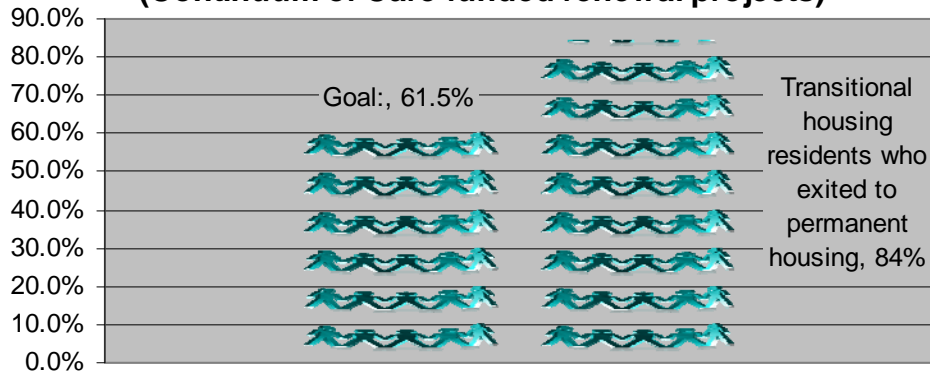 (Continuum of Care funded renewal projects)
90.0%
80.0%
70.0%
60.0%
50.0%
40.0%
30.0%
20.0%
10.0%
0.0%
Goal:, 61.5%
Transitional
housing
residents who
exited to
permanent
housing, 84%